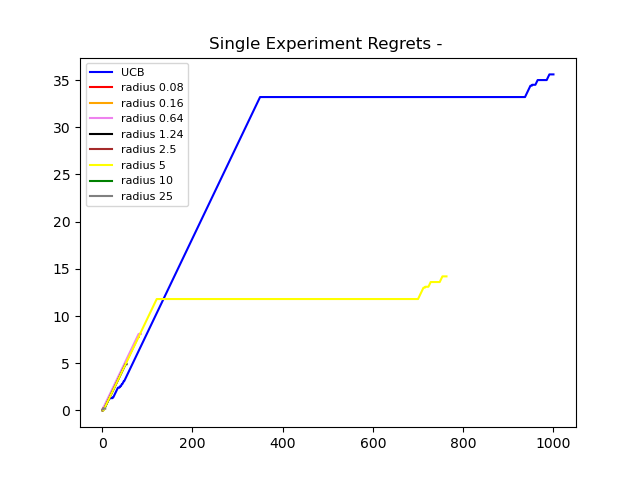 Single Experiment Regrets -
UCB
radius 0.08
radius 0.16
radius 0.64
radius 1.24
radius 2.5
radius 5
radius 10
radius 25
35
30
25
20
15
10
5
0
0 200 400 600 800 1000